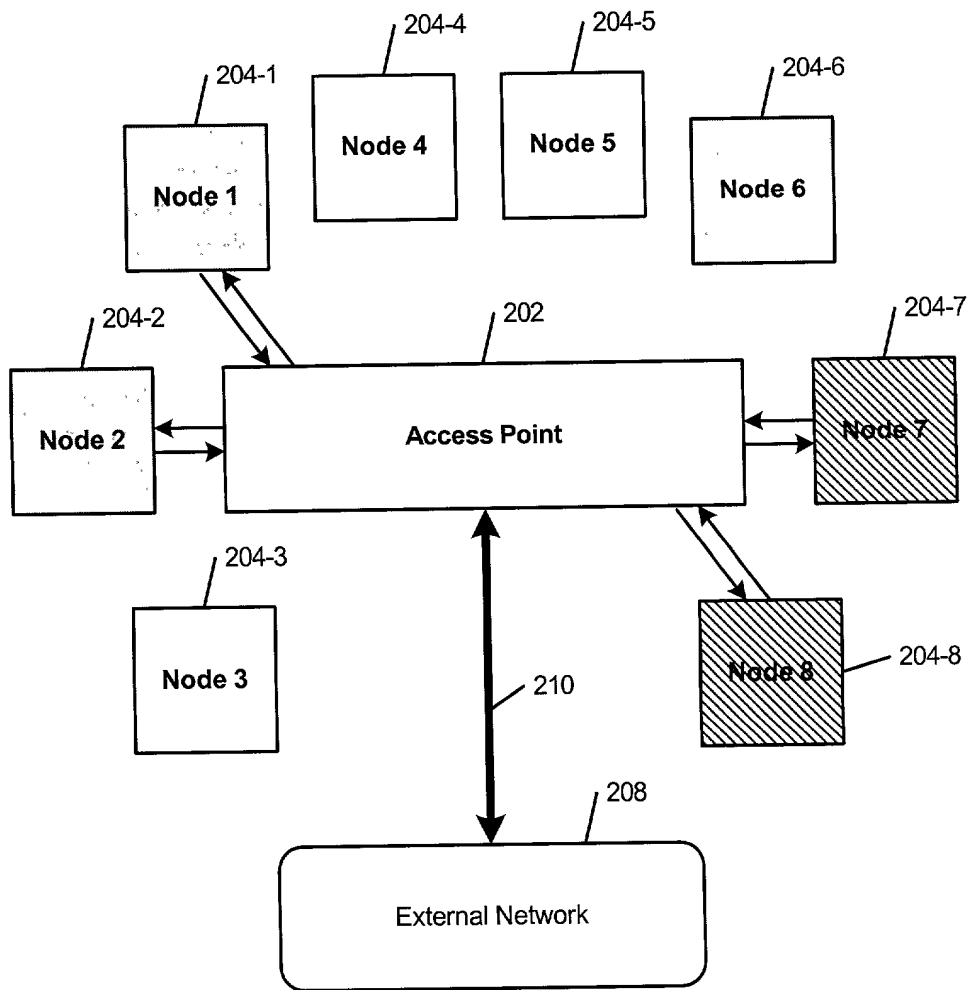 204-4
204-5
204-1
204-6
Node 4
Node 5
Node 1
Node 6
204-2
202
204-7
Node 2
Access Point
Node 7
204-3
Node 3
Node 8
204-8
210
208
External Network